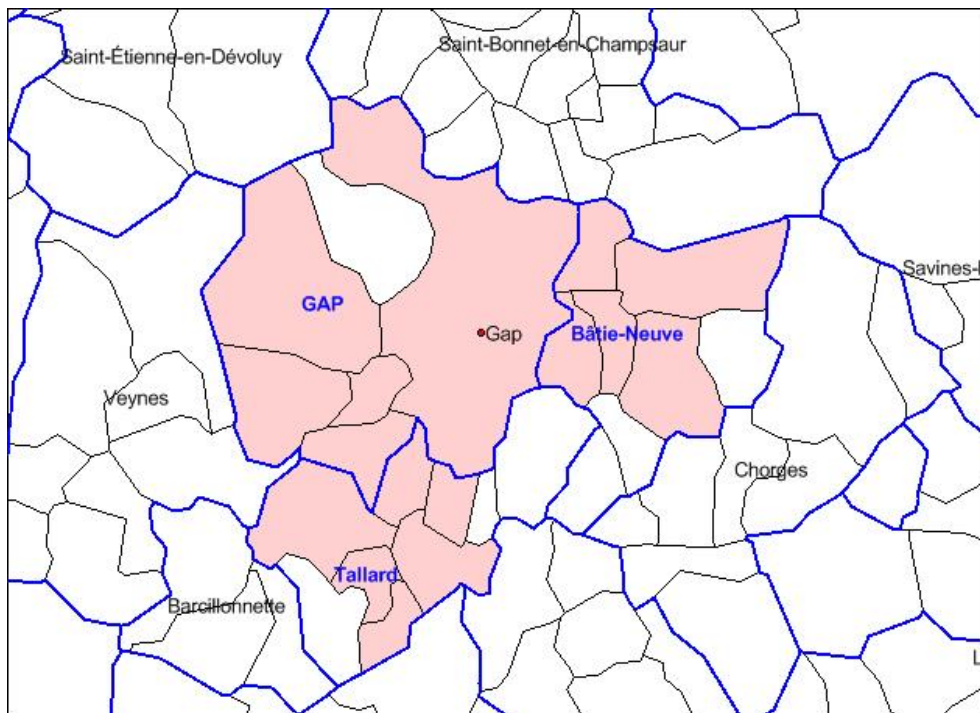 Saint-Bonnet-en-Champsaur
Saint-Étienne-en-Dévoluy
Savines-
GAP
Gap
Bâtie-Neuve
Veynes
Chorges
Tallard
Barcillonnette
L